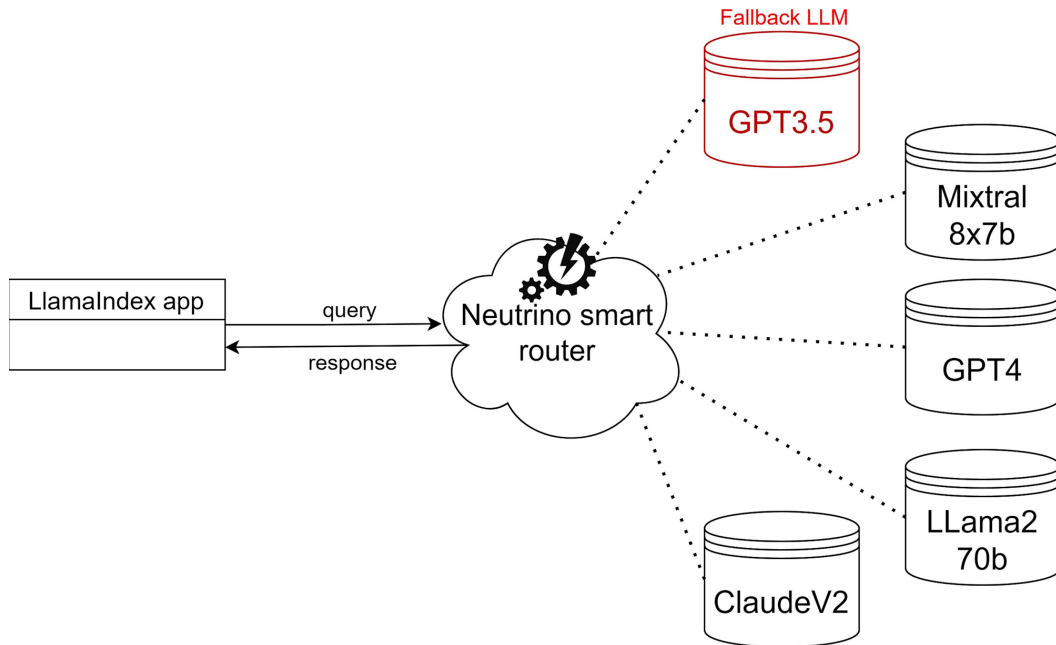 Fallback LLM
GPT3.5
Mixtral
8x7b
LlamaIndex app
query
response
Neutrino smart
router
GPT4
LLama2
70b
ClaudeV2